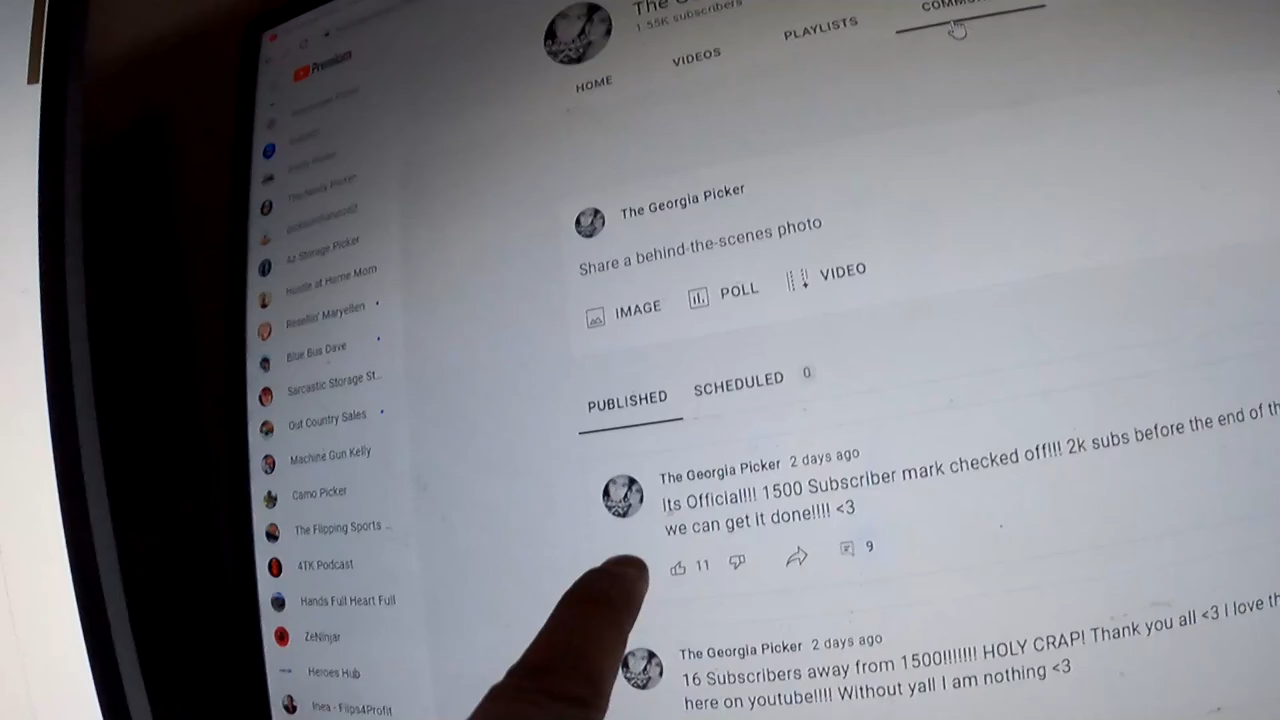 The
1.55K subscribers
HOME
VIDEOS
PLAYLISTS
Premium
The Georgia Picker
Share a behind-the-scenes photo
IMAGE
POLL
VIDEO
PUBLISHED
SCHEDULED 0
The Georgia Picker 2 days ago
Its Official!!!! 1500 Subscriber mark checked off!!! 2k subs before the end of
we can get it done!!!! <3
11
9
The Georgia Picker 2 days ago
16 Subscribers away from 1500!!!!!!! HOLY CRAP! Thank you all <3 I love
here on youtube!!!! Without yall I am nothing <3
Az Storage Picker
Hustle at Home Mom
Resellin' Maryellen
Blue Bus Dave
Sarcastic Storage St...
Out Country Sales
Machine Gun Kelly
Camo Picker
The Flipping Sports ...
4TK Podcast
Hands Full Heart Full
ZeNinjar
Heroes Hub
Inea - Flips4Profit